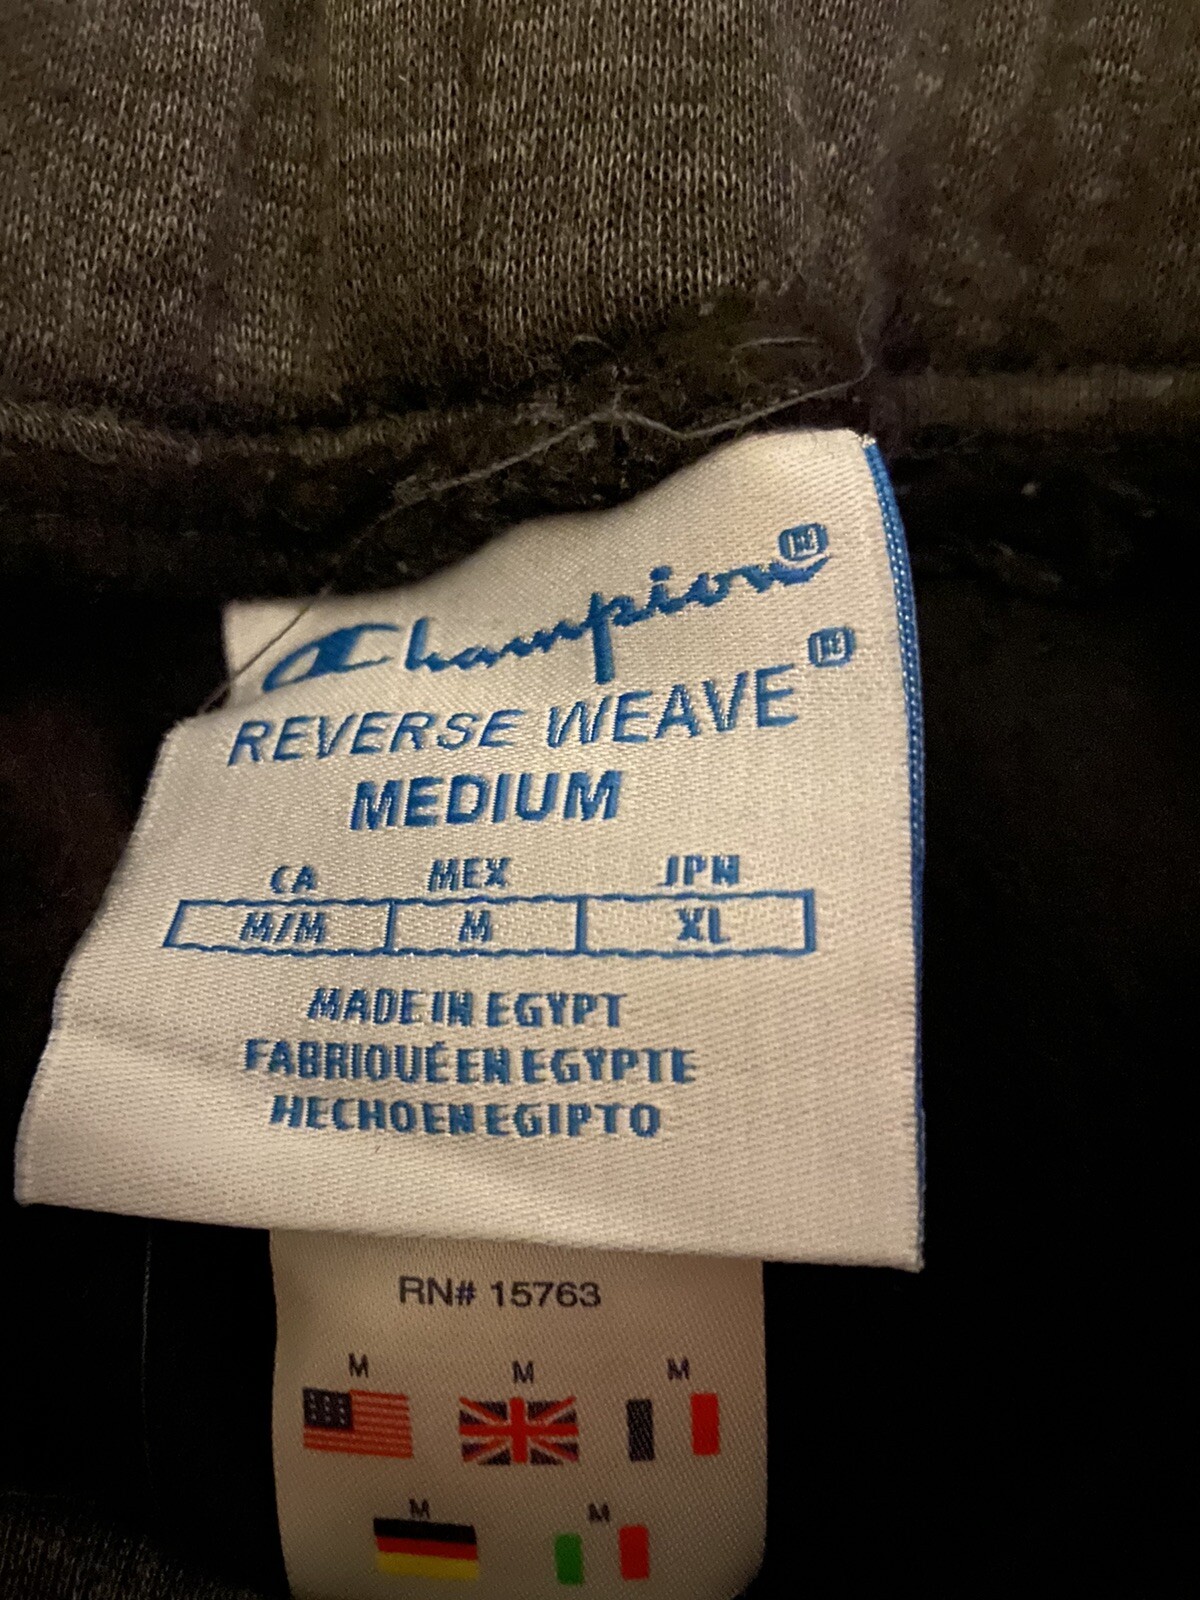 Champion®
REVERSE WEAVE®
MEDIUM
CA MEX JPN
M/M M XL
MADE IN EGYPT
FABRIQUÉ EN EGYPTE
HECHO EN EGIPTO
RN# 15763
M M M
M M